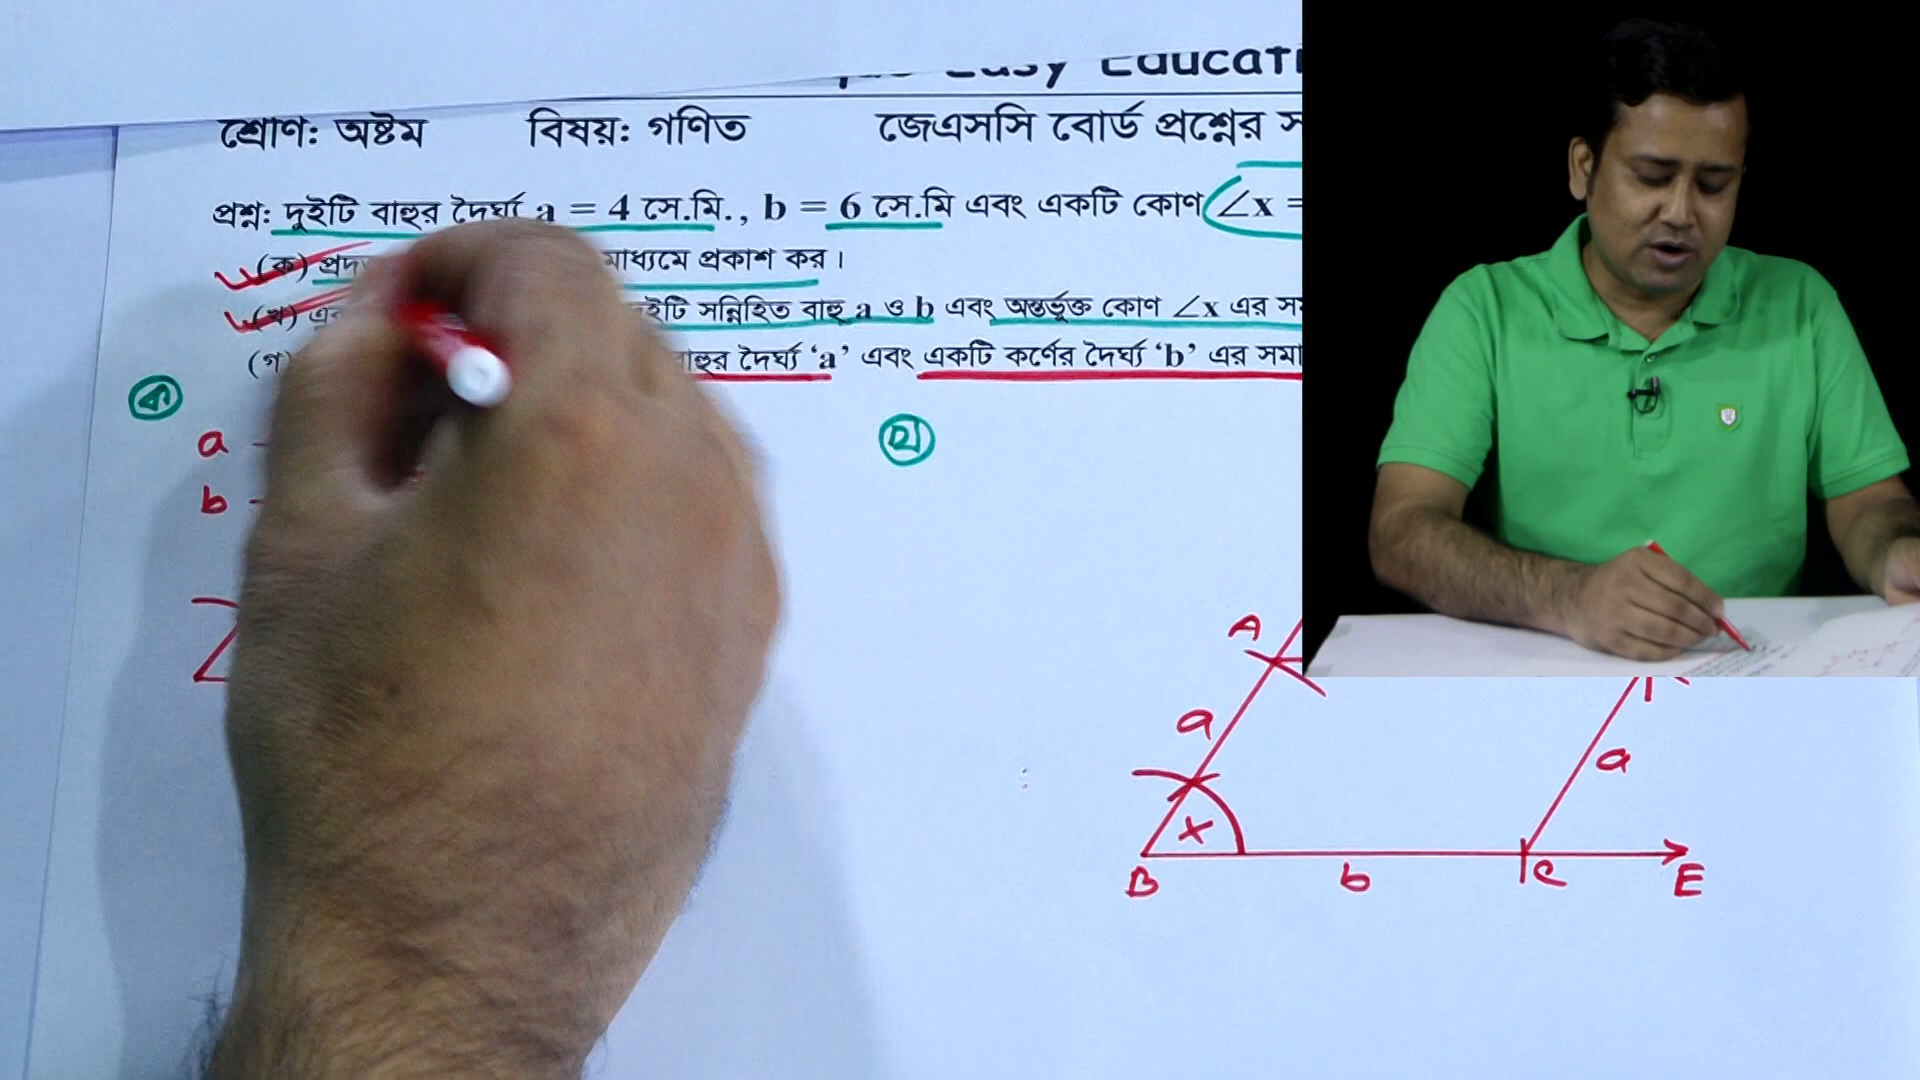 Easy Educati
শ্রেণি: অষ্টম বিষয়: গণিত জেএসসি বোর্ড প্রশ্নের স
প্রশ্ন: দুইটি বাহুর দৈর্ঘ্য a = 4 সে.মি., b = 6 সে.মি এবং একটি কোণ ∠x =
(ক) প্রদ মাধ্যমে প্রকাশ কর।
(খ) এক ইটি সন্নিহিত বাহু a ও b এবং অন্তর্ভুক্ত কোণ ∠x এর স
(গ) বাহুর দৈর্ঘ্য ‘a’ এবং একটি কর্ণের দৈর্ঘ্য ‘b’ এর সমা
ক
খ
a
b
A
a
a
x
B b C E